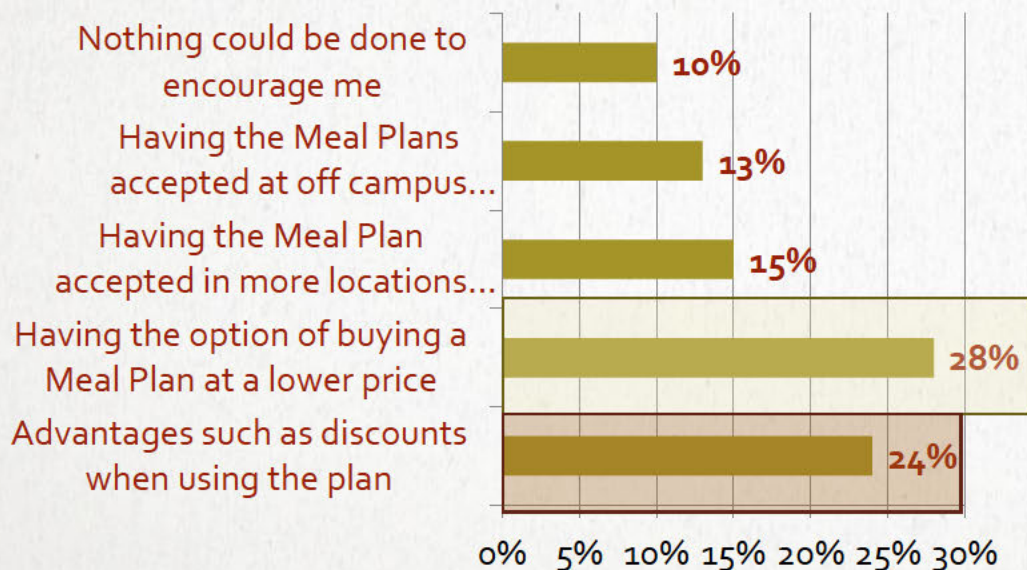 Nothing could be done to
encourage me
10%
Having the Meal Plans
accepted at off campus...
13%
Having the Meal Plan
accepted in more locations...
15%
Having the option of buying a
Meal Plan at a lower price
28%
Advantages such as discounts
when using the plan
24%
0% 5% 10% 15% 20% 25% 30%